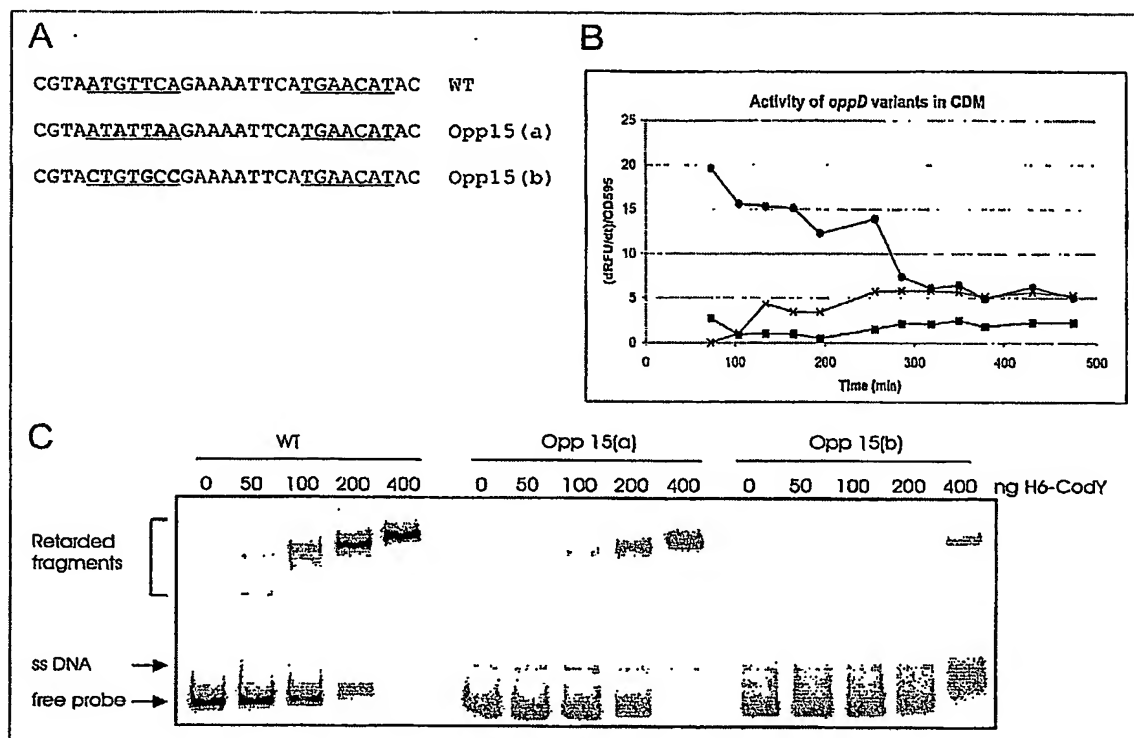 A
CGTAATGTTCAGAAAATTCATGAACATAC WT
CGTAATATTAAGAAAATTCATGAACATAC Opp15(a)
CGTACTGTGCCGAAAATTCATGAACATAC Opp15(b)
B
Activity of oppD variants in CDM
(dRFU/dt)/OD595
25
20
15
10
5
0
0 100 200 300 400 500
Time (min)
C
WT Opp 15(a) Opp 15(b)
0 50 100 200 400 0 50 100 200 400 0 50 100 200 400 ng H6-CodY
Retarded
fragments
ss DNA
free probe